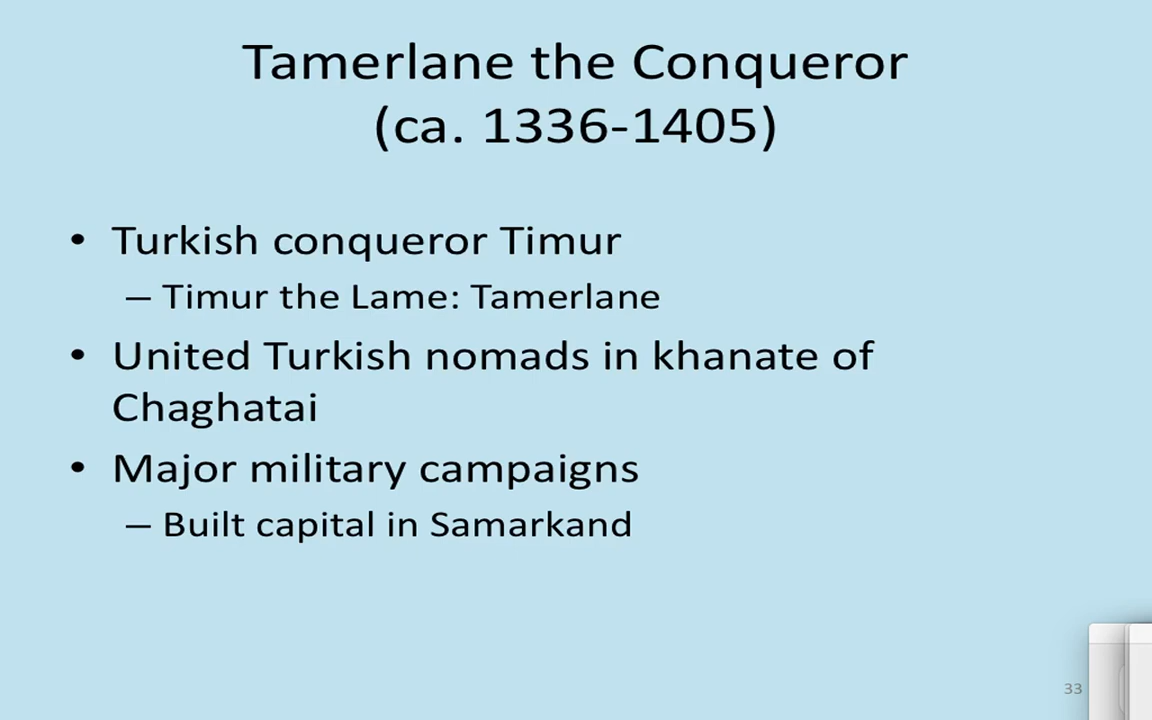 Tamerlane the Conqueror
(ca. 1336-1405)
• Turkish conqueror Timur
– Timur the Lame: Tamerlane
• United Turkish nomads in khanate of
Chaghatai
• Major military campaigns
– Built capital in Samarkand
33